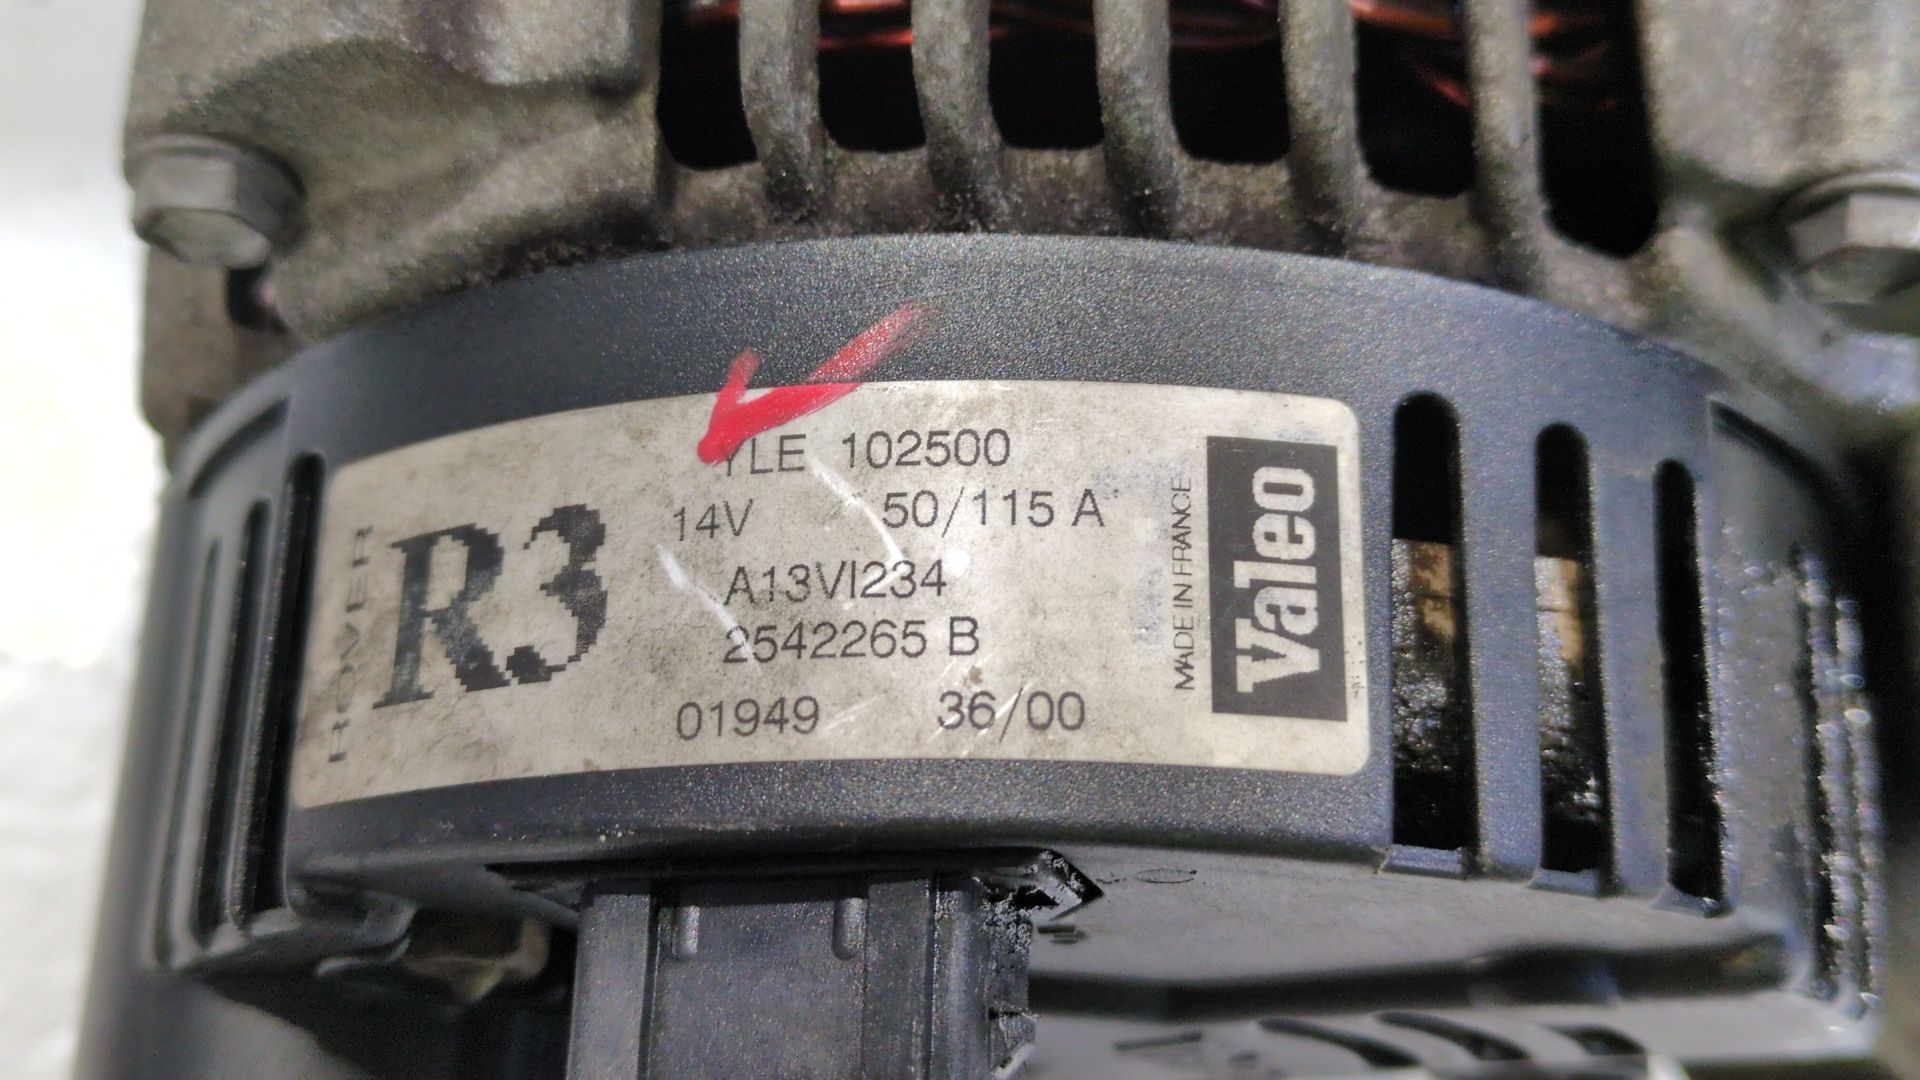 ROVER
R3
YLE 102500
14V 50/115 A
A13VI234
2542265 B
01949 36/00
MADE IN FRANCE
Valeo